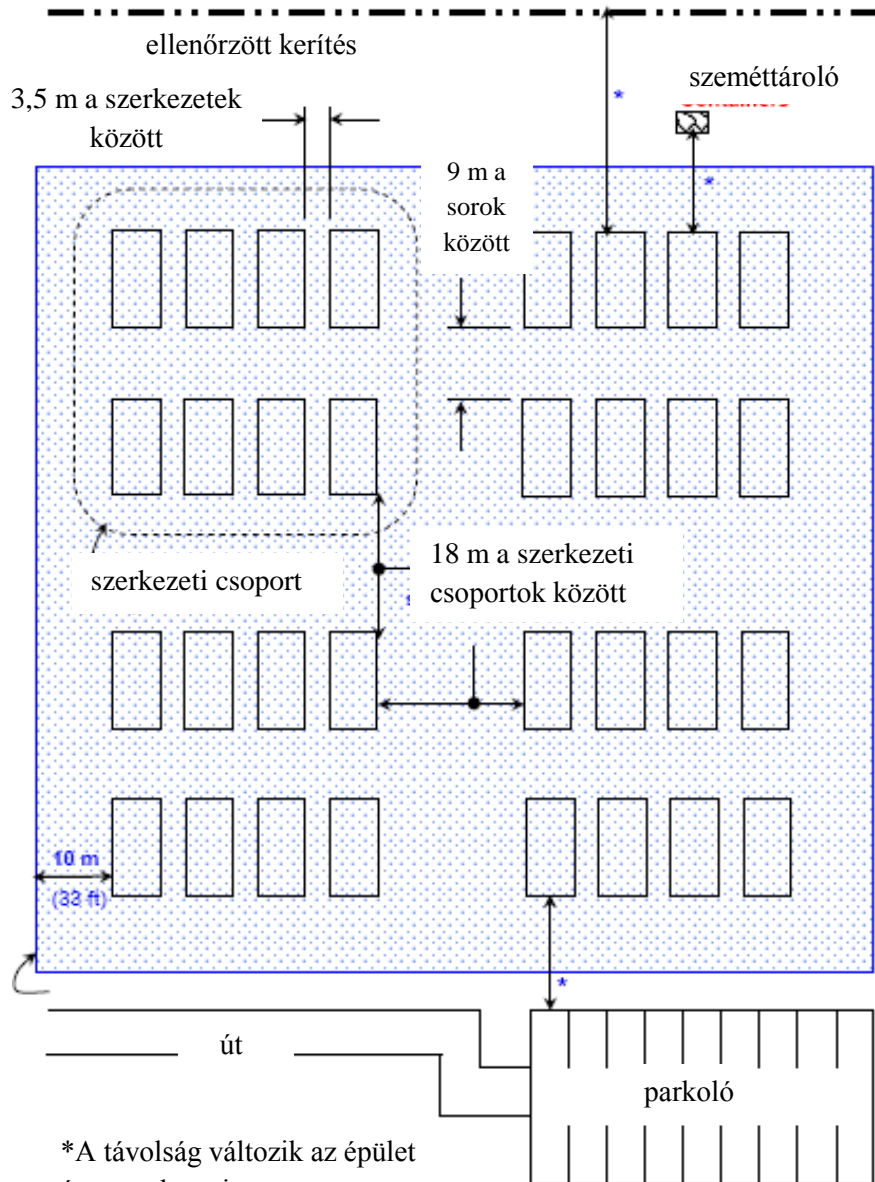 ellenőrzött kerítés
szeméttároló
3,5 m a szerkezetek
között
*
*
9 m a
sorok
között
szerkezeti csoport
18 m a szerkezeti
csoportok között
10 m
(33 ft)
*
út
parkoló
*A távolság változik az épület